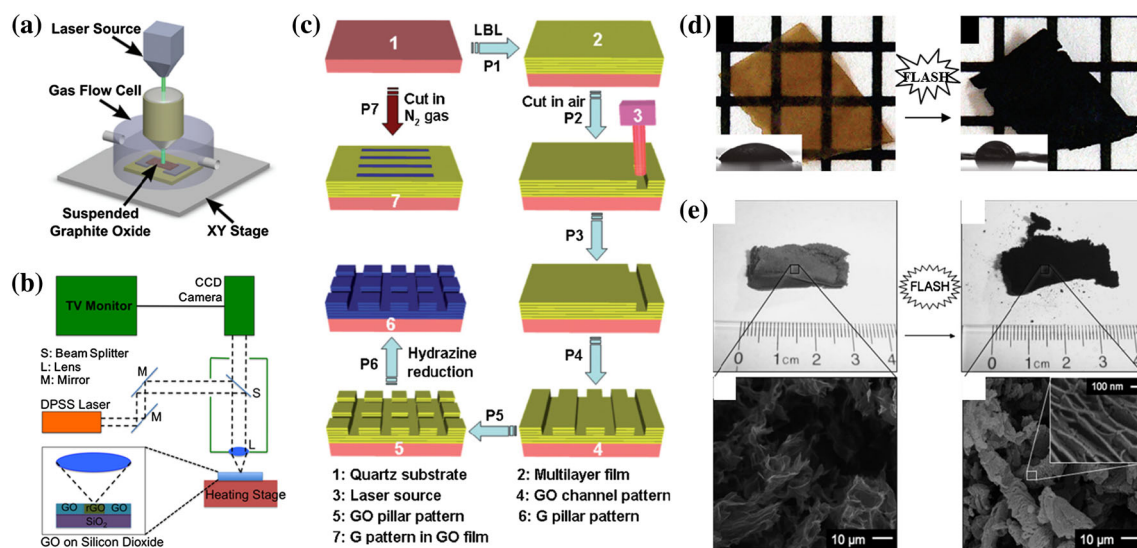 (a)
Laser Source
Gas Flow Cell
Suspended
Graphite Oxide
XY Stage
(b)
TV Monitor
CCD
Camera
S: Beam Splitter
L: Lens
M: Mirror
M
S
DPSS Laser
M
L
GO rGO GO
SiO2
Heating Stage
GO on Silicon Dioxide
(c)
1
LBL
P1
2
P7
Cut in
N2 gas
Cut in air
P2
3
7
P3
6
P6
Hydrazine
reduction
P4
5
P5
4
1: Quartz substrate
2: Multilayer film
3: Laser source
4: GO channel pattern
5: GO pillar pattern
6: G pillar pattern
7: G pattern in GO film
(d)
FLASH
(e)
FLASH
0 1cm 2 3 4
0 1cm 2 3 4
10 µm
100 nm
10 µm